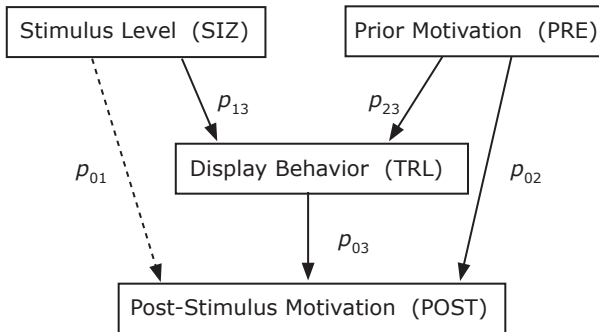 Stimulus Level (SIZ)
Prior Motivation (PRE)
p13
p23
Display Behavior (TRL)
p01
p02
p03
Post-Stimulus Motivation (POST)